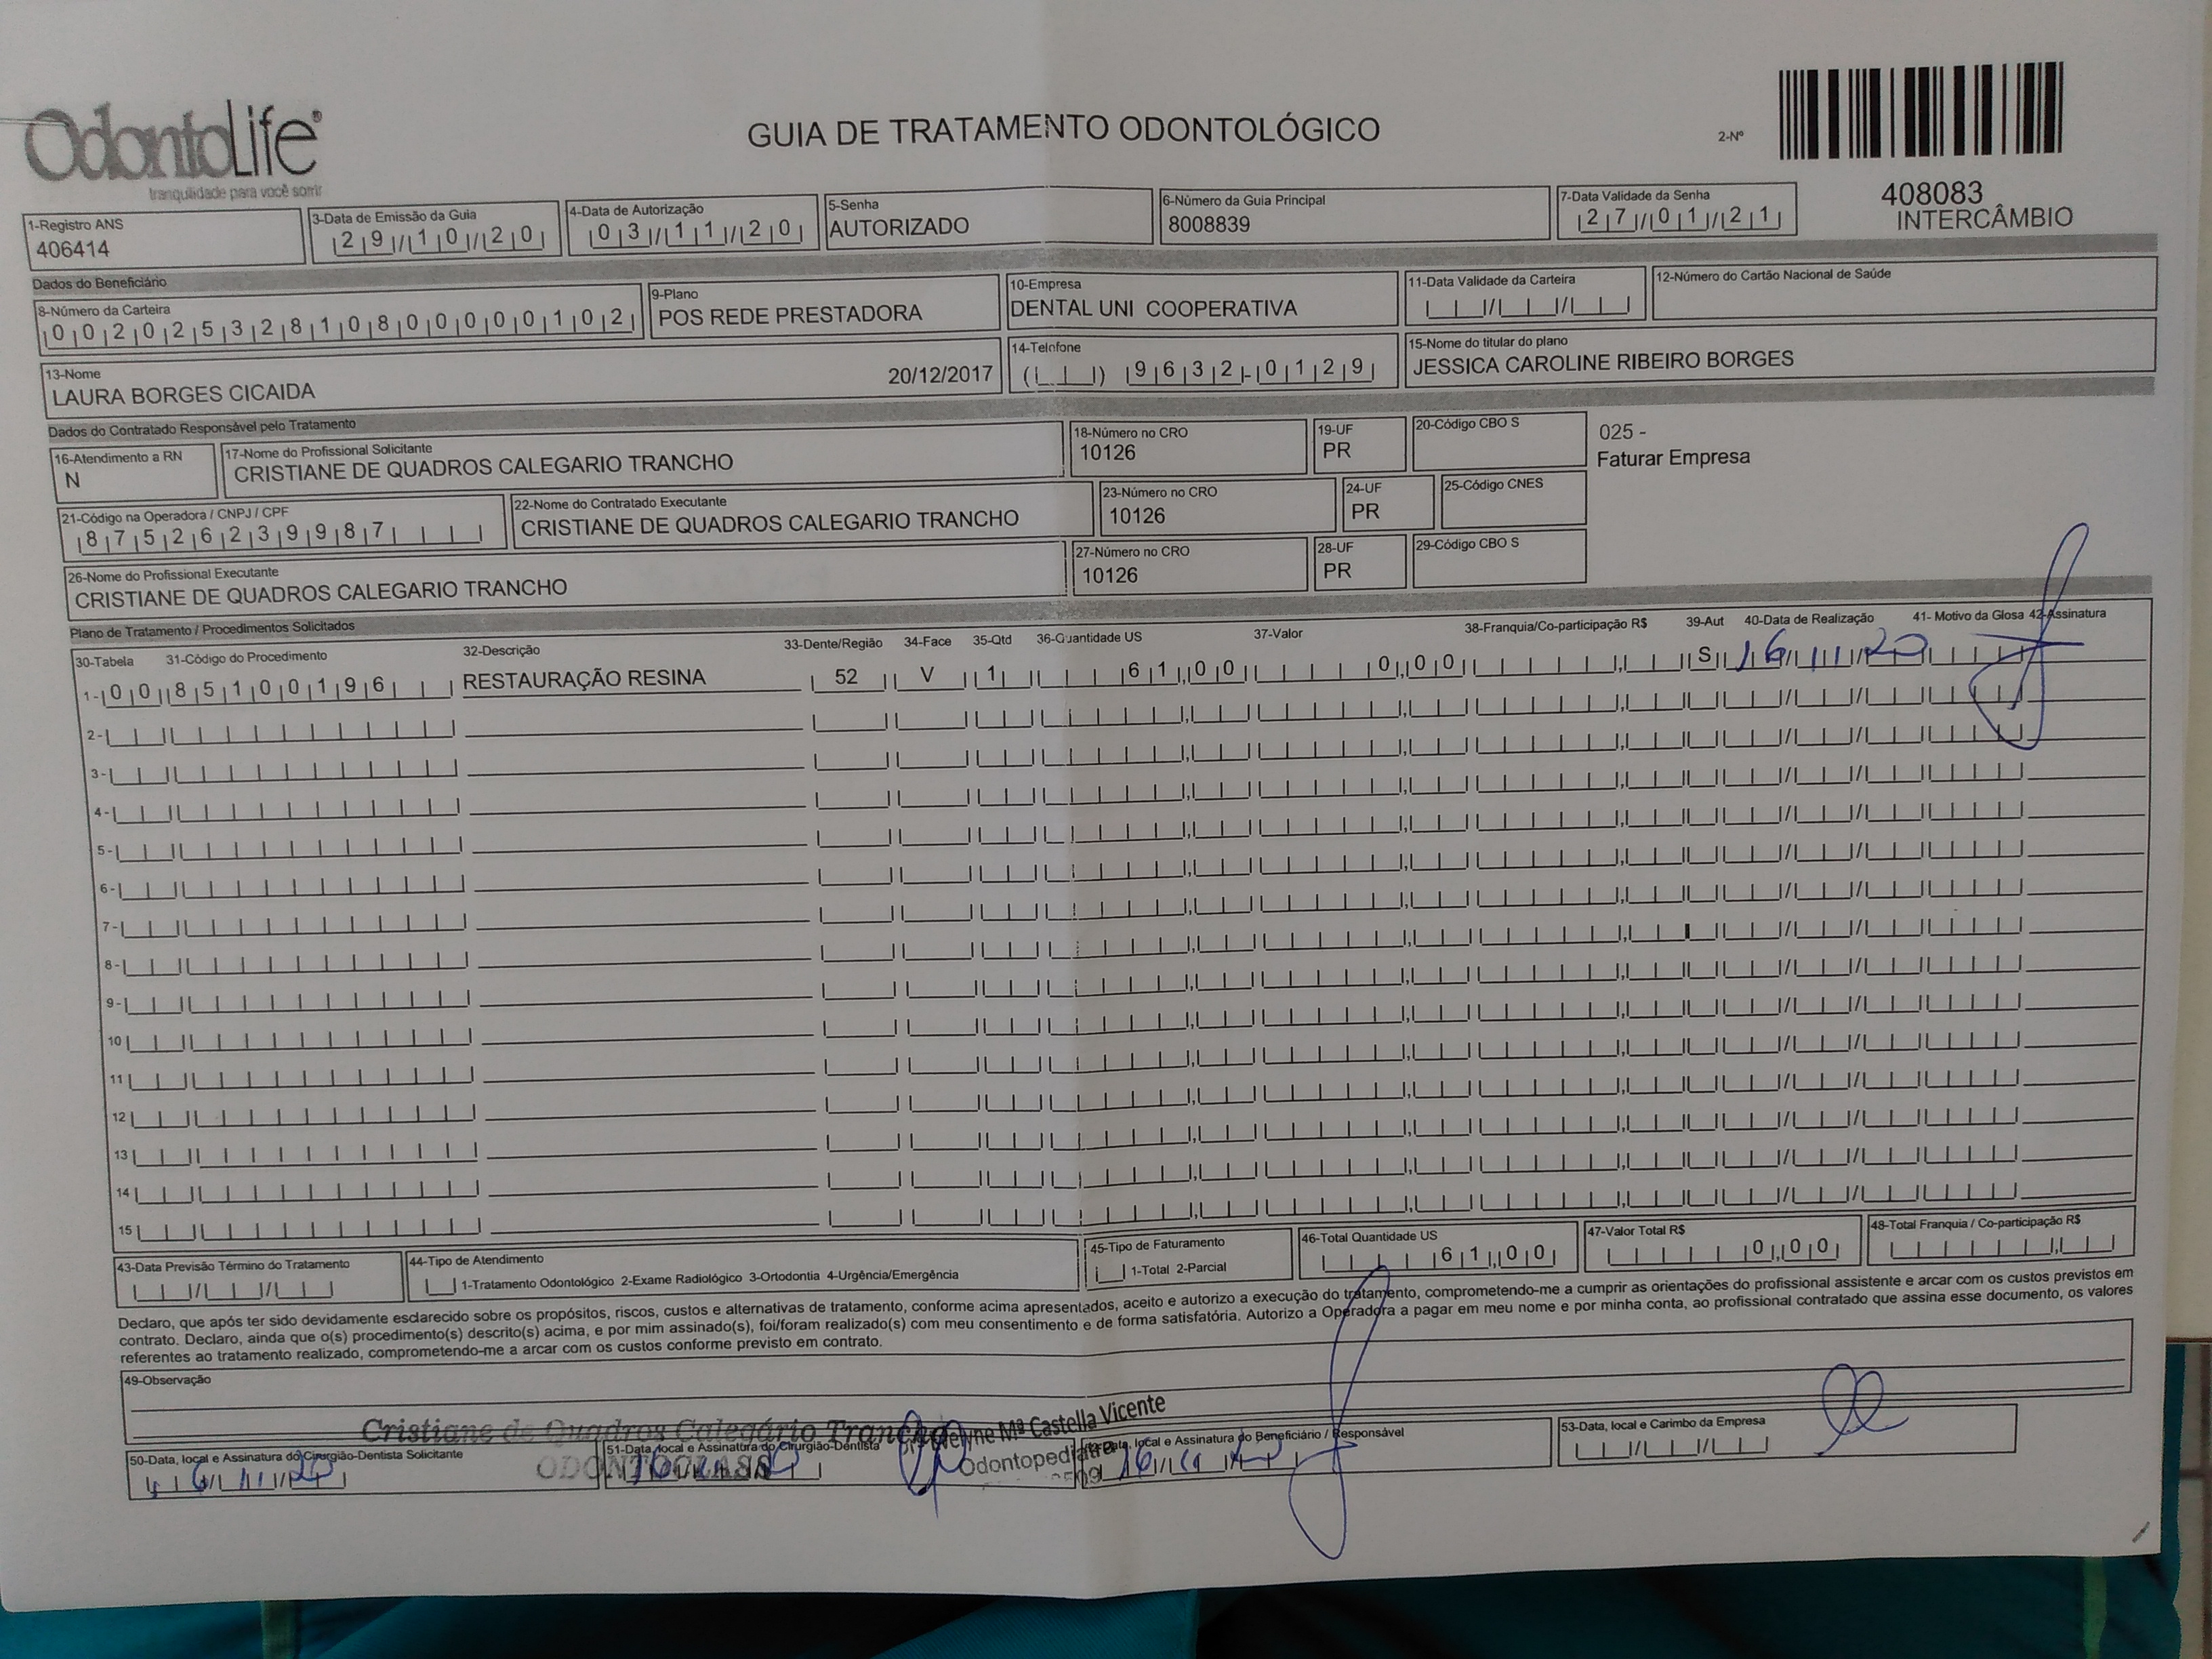 OdontoLife®
tranquilidade para você sorrir
GUIA DE TRATAMENTO ODONTOLÓGICO
2-Nº
408083
INTERCÂMBIO
1-Registro ANS
406414
3-Data de Emissão da Guia
29/10/20
4-Data de Autorização
03/11/20
5-Senha
AUTORIZADO
6-Número da Guia Principal
8008839
7-Data Validade da Senha
27/01/21
Dados do Beneficiário
8-Número da Carteira
00202532810800000102
9-Plano
POS REDE PRESTADORA
10-Empresa
DENTAL UNI COOPERATIVA
11-Data Validade da Carteira
12-Número do Cartão Nacional de Saúde
13-Nome
LAURA BORGES CICAIDA 20/12/2017
14-Telefone
( ) 9632-0129
15-Nome do titular do plano
JESSICA CAROLINE RIBEIRO BORGES
Dados do Contratado Responsável pelo Tratamento
16-Atendimento a RN
N
17-Nome do Profissional Solicitante
CRISTIANE DE QUADROS CALEGARIO TRANCHO
18-Número no CRO
10126
19-UF
PR
20-Código CBO S
025 -
Faturar Empresa
21-Código na Operadora / CNPJ / CPF
87526239987
22-Nome do Contratado Executante
CRISTIANE DE QUADROS CALEGARIO TRANCHO
23-Número no CRO
10126
24-UF
PR
25-Código CNES
26-Nome do Profissional Executante
CRISTIANE DE QUADROS CALEGARIO TRANCHO
27-Número no CRO
10126
28-UF
PR
29-Código CBO S
Plano de Tratamento / Procedimentos Solicitados
30-Tabela 31-Código do Procedimento 32-Descrição 33-Dente/Região 34-Face 35-Qtd 36-Quantidade US 37-Valor 38-Franquia/Co-participação R$ 39-Aut 40-Data de Realização 41- Motivo da Glosa 42-Assinatura
1- 00 85100196 RESTAURAÇÃO RESINA 52 V 1 61,00 0,00 S 16/11/20
2-
3-
4-
5-
6-
7-
8-
9-
10
11
12
13
14
15
43-Data Previsão Término do Tratamento
44-Tipo de Atendimento
1-Tratamento Odontológico 2-Exame Radiológico 3-Ortodontia 4-Urgência/Emergência
45-Tipo de Faturamento
1-Total 2-Parcial
46-Total Quantidade US
61,00
47-Valor Total R$
0,00
48-Total Franquia / Co-participação R$
Declaro, que após ter sido devidamente esclarecido sobre os propósitos, riscos, custos e alternativas de tratamento, conforme acima apresentados, aceito e autorizo a execução do tratamento, comprometendo-me a cumprir as orientações do profissional assistente e arcar com os custos previstos em
contrato. Declaro, ainda que o(s) procedimento(s) descrito(s) acima, e por mim assinado(s), foi/foram realizado(s) com meu consentimento e de forma satisfatória. Autorizo a Operadora a pagar em meu nome e por minha conta, ao profissional contratado que assina esse documento, os valores
referentes ao tratamento realizado, comprometendo-me a arcar com os custos conforme previsto em contrato.
49-Observação
Cristiane de Quadros Calegário Trancho
ODONTOCLASS
Mª Castella Vicente
Odontopediatra
50-Data, local e Assinatura do Cirurgião-Dentista Solicitante
16/11/20
51-Data, local e Assinatura do Cirurgião-Dentista
16/11/20
local e Assinatura do Beneficiário / Responsável
16/11/20
53-Data, local e Carimbo da Empresa